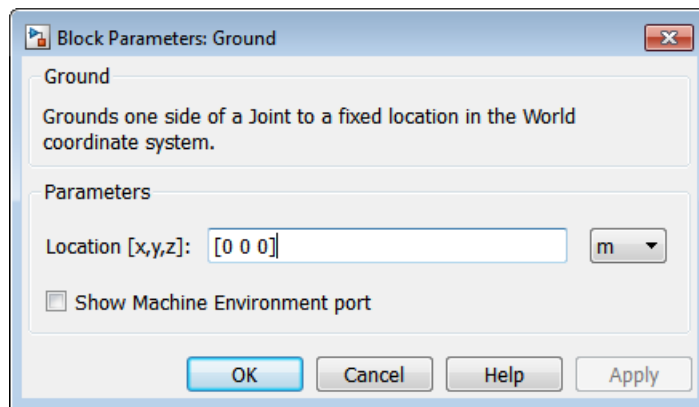 Block Parameters: Ground
Ground
Grounds one side of a Joint to a fixed location in the World
coordinate system.
Parameters
Location [x,y,z]: [0 0 0] m
Show Machine Environment port
OK Cancel Help Apply